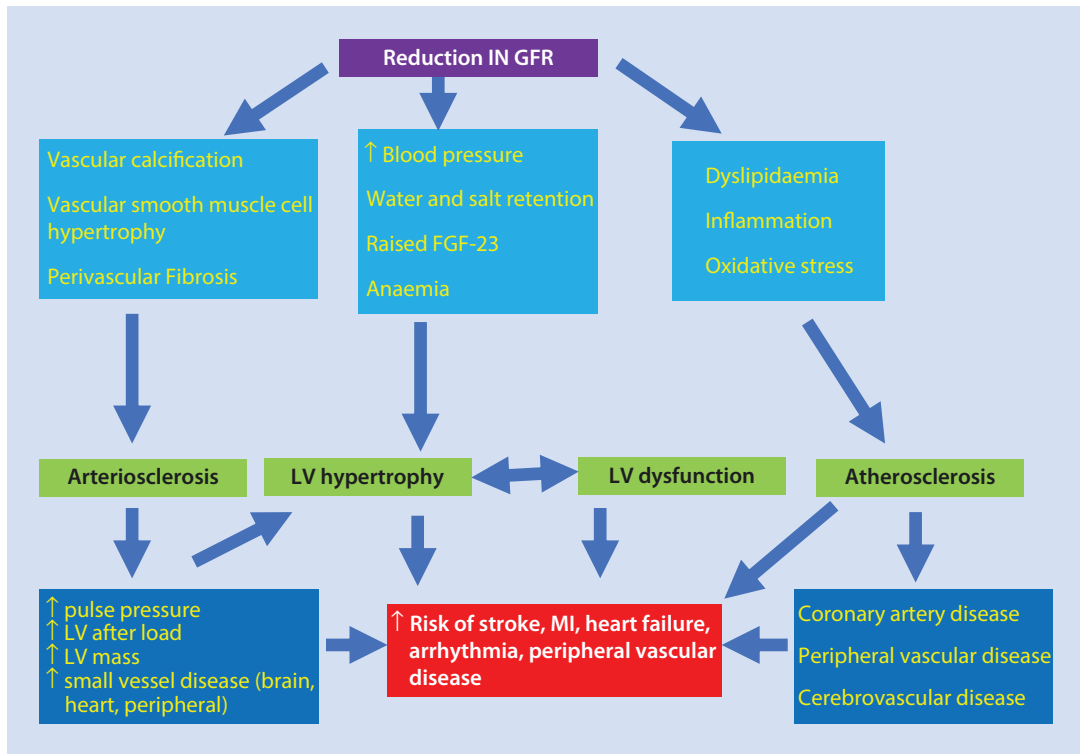 Reduction IN GFR
Vascular calcification
Vascular smooth muscle cell
hypertrophy
Perivascular Fibrosis
↑ Blood pressure
Water and salt retention
Raised FGF-23
Anaemia
Dyslipidaemia
Inflammation
Oxidative stress
Arteriosclerosis
LV hypertrophy
LV dysfunction
Atherosclerosis
↑ pulse pressure
↑ LV after load
↑ LV mass
↑ small vessel disease (brain,
heart, peripheral)
↑ Risk of stroke, MI, heart failure,
arrhythmia, peripheral vascular
disease
Coronary artery disease
Peripheral vascular disease
Cerebrovascular disease